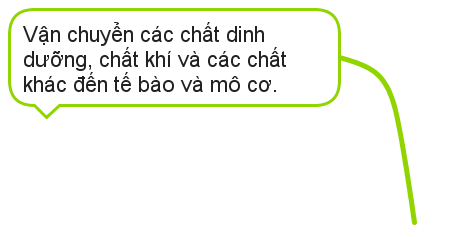 Vận chuyển các chất dinh
dưỡng, chất khí và các chất
khác đến tế bào và mô cơ.